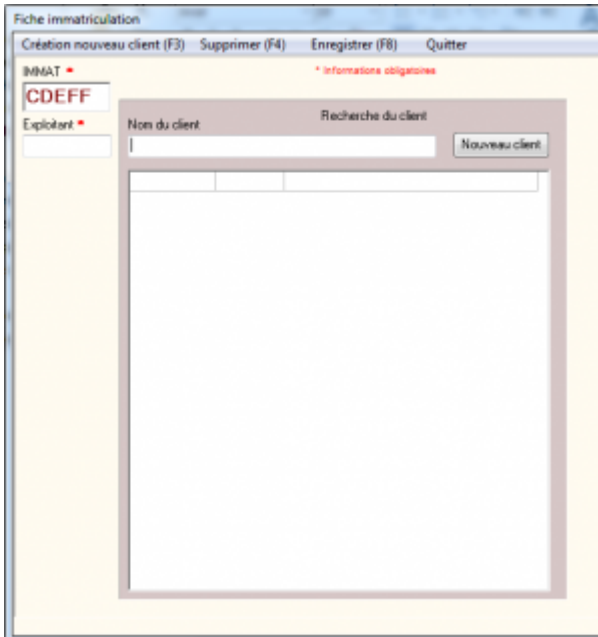 Fiche immatriculation
Création nouveau client (F3) Supprimer (F4) Enregistrer (F8) Quitter
IMMAT *
* Informations obligatoires
CDEFF
Exploitant *
Recherche du client
Nom du client
Nouveau client